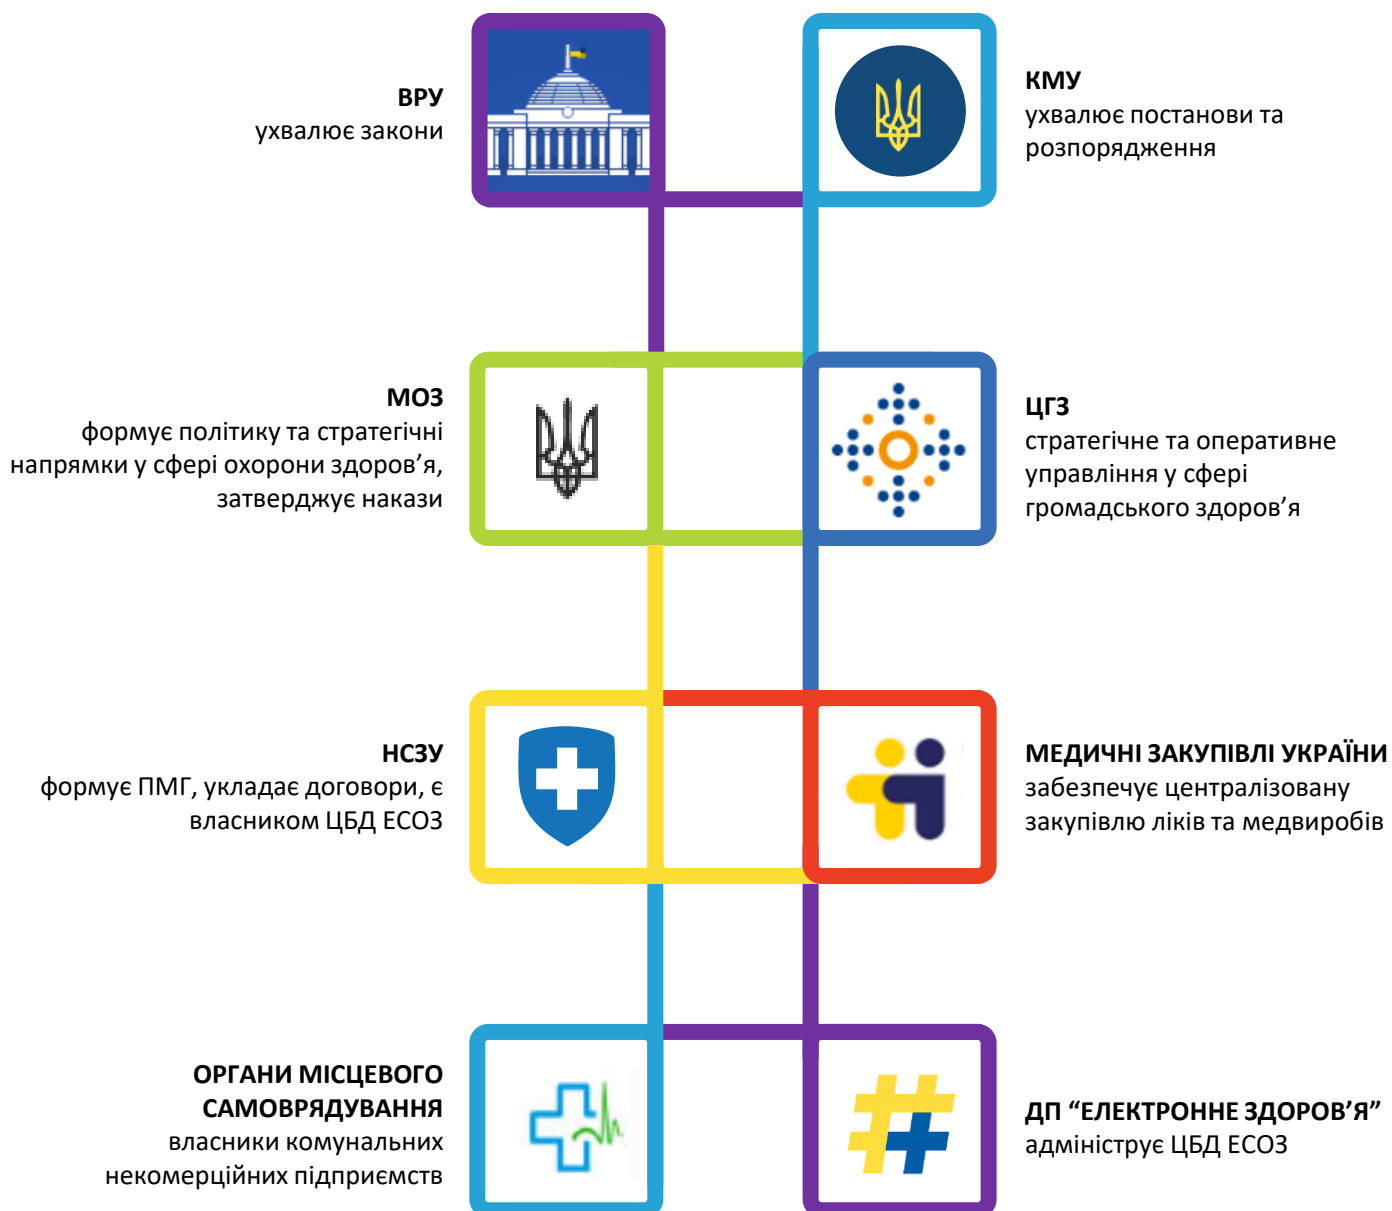 ВРУ
ухвалює закони
КМУ
ухвалює постанови та
розпорядження
МОЗ
формує політику та стратегічні
напрямки у сфері охорони здоров’я,
затверджує накази
ЦГЗ
стратегічне та оперативне
управління у сфері
громадського здоров’я
НСЗУ
формує ПМГ, укладає договори, є
власником ЦБД ЕСОЗ
МЕДИЧНІ ЗАКУПІВЛІ УКРАЇНИ
забезпечує централізовану
закупівлю ліків та медвиробів
ОРГАНИ МІСЦЕВОГО
САМОВРЯДУВАННЯ
власники комунальних
некомерційних підприємств
ДП “ЕЛЕКТРОННЕ ЗДОРОВ’Я”
адмініструє ЦБД ЕСОЗ